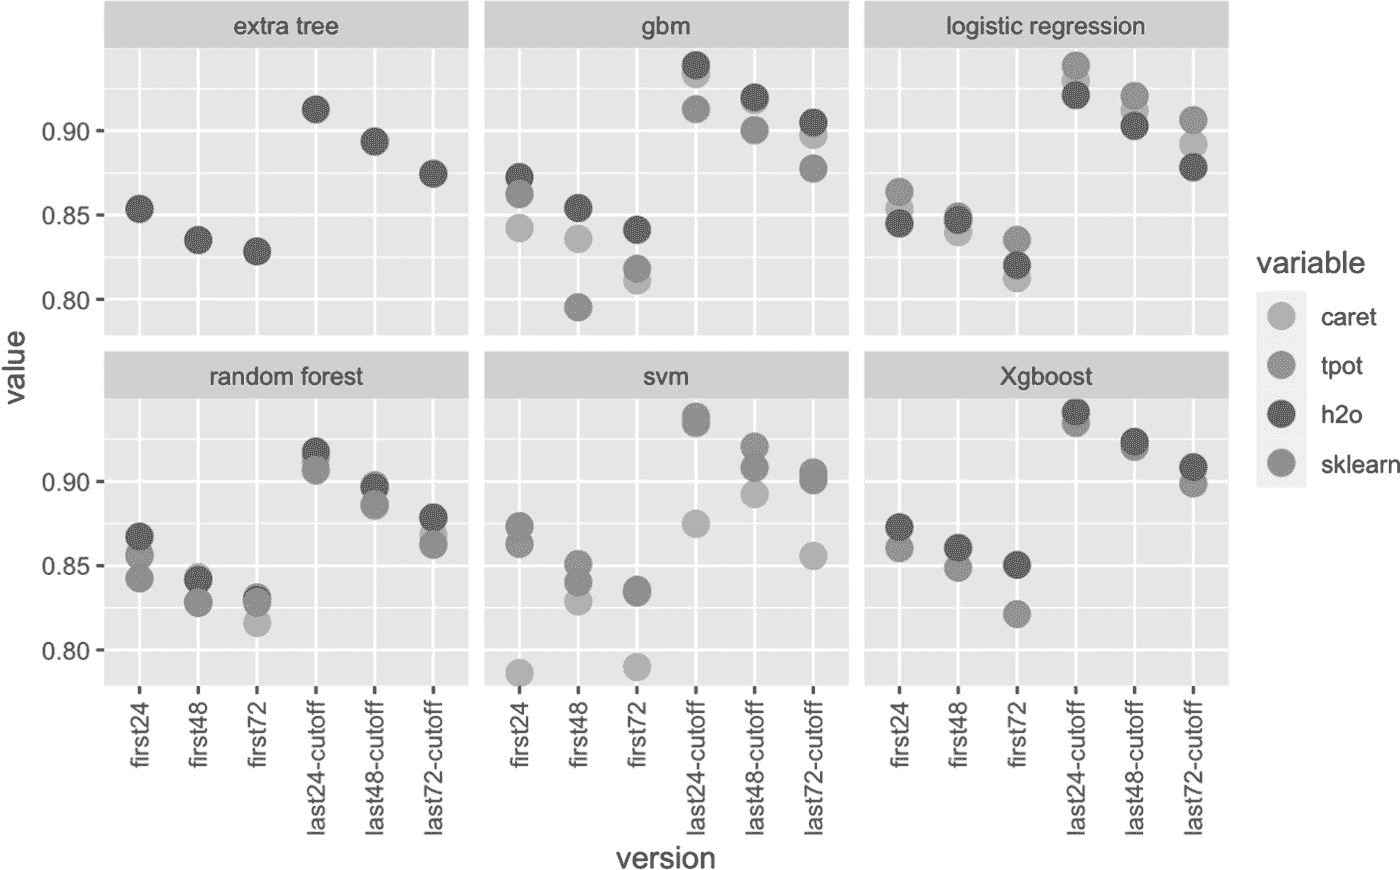 extra tree
gbm
logistic regression
0.90
0.85
0.80
value
random forest
svm
Xgboost
0.90
0.85
0.80
first24
first48
first72
last24-cutoff
last48-cutoff
last72-cutoff
first24
first48
first72
last24-cutoff
last48-cutoff
last72-cutoff
first24
first48
first72
last24-cutoff
last48-cutoff
last72-cutoff
version
variable
caret
tpot
h2o
sklearn